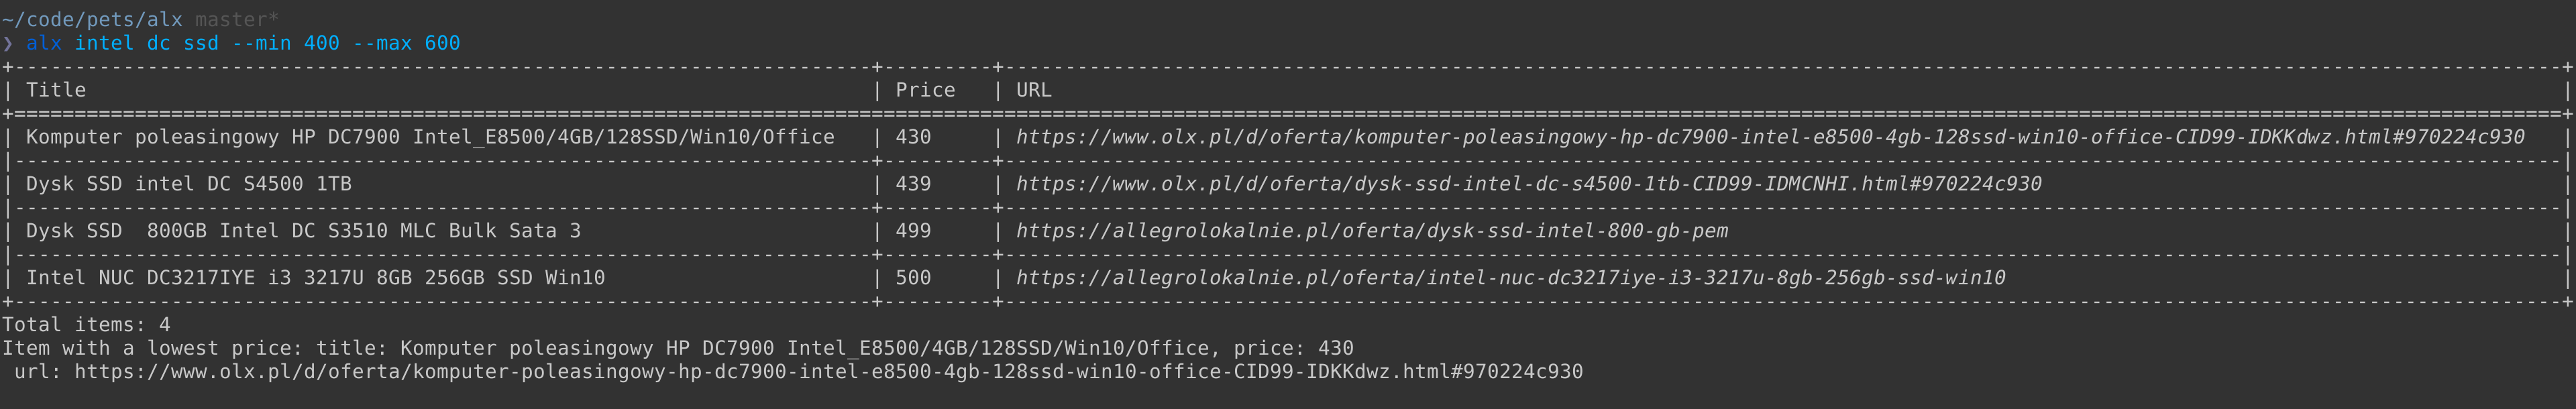 ~/code/pets/alx master*
❯ alx intel dc ssd --min 400 --max 600
| Title | Price | URL |
| Komputer poleasingowy HP DC7900 Intel_E8500/4GB/128SSD/Win10/Office | 430 | https://www.olx.pl/d/oferta/komputer-poleasingowy-hp-dc7900-intel-e8500-4gb-128ssd-win10-office-CID99-IDKKdwz.html#970224c930 |
| Dysk SSD intel DC S4500 1TB | 439 | https://www.olx.pl/d/oferta/dysk-ssd-intel-dc-s4500-1tb-CID99-IDMCNHI.html#970224c930 |
| Dysk SSD  800GB Intel DC S3510 MLC Bulk Sata 3 | 499 | https://allegrolokalnie.pl/oferta/dysk-ssd-intel-800-gb-pem |
| Intel NUC DC3217IYE i3 3217U 8GB 256GB SSD Win10 | 500 | https://allegrolokalnie.pl/oferta/intel-nuc-dc3217iye-i3-3217u-8gb-256gb-ssd-win10 |
Total items: 4
Item with a lowest price: title: Komputer poleasingowy HP DC7900 Intel_E8500/4GB/128SSD/Win10/Office, price: 430
url: https://www.olx.pl/d/oferta/komputer-poleasingowy-hp-dc7900-intel-e8500-4gb-128ssd-win10-office-CID99-IDKKdwz.html#970224c930